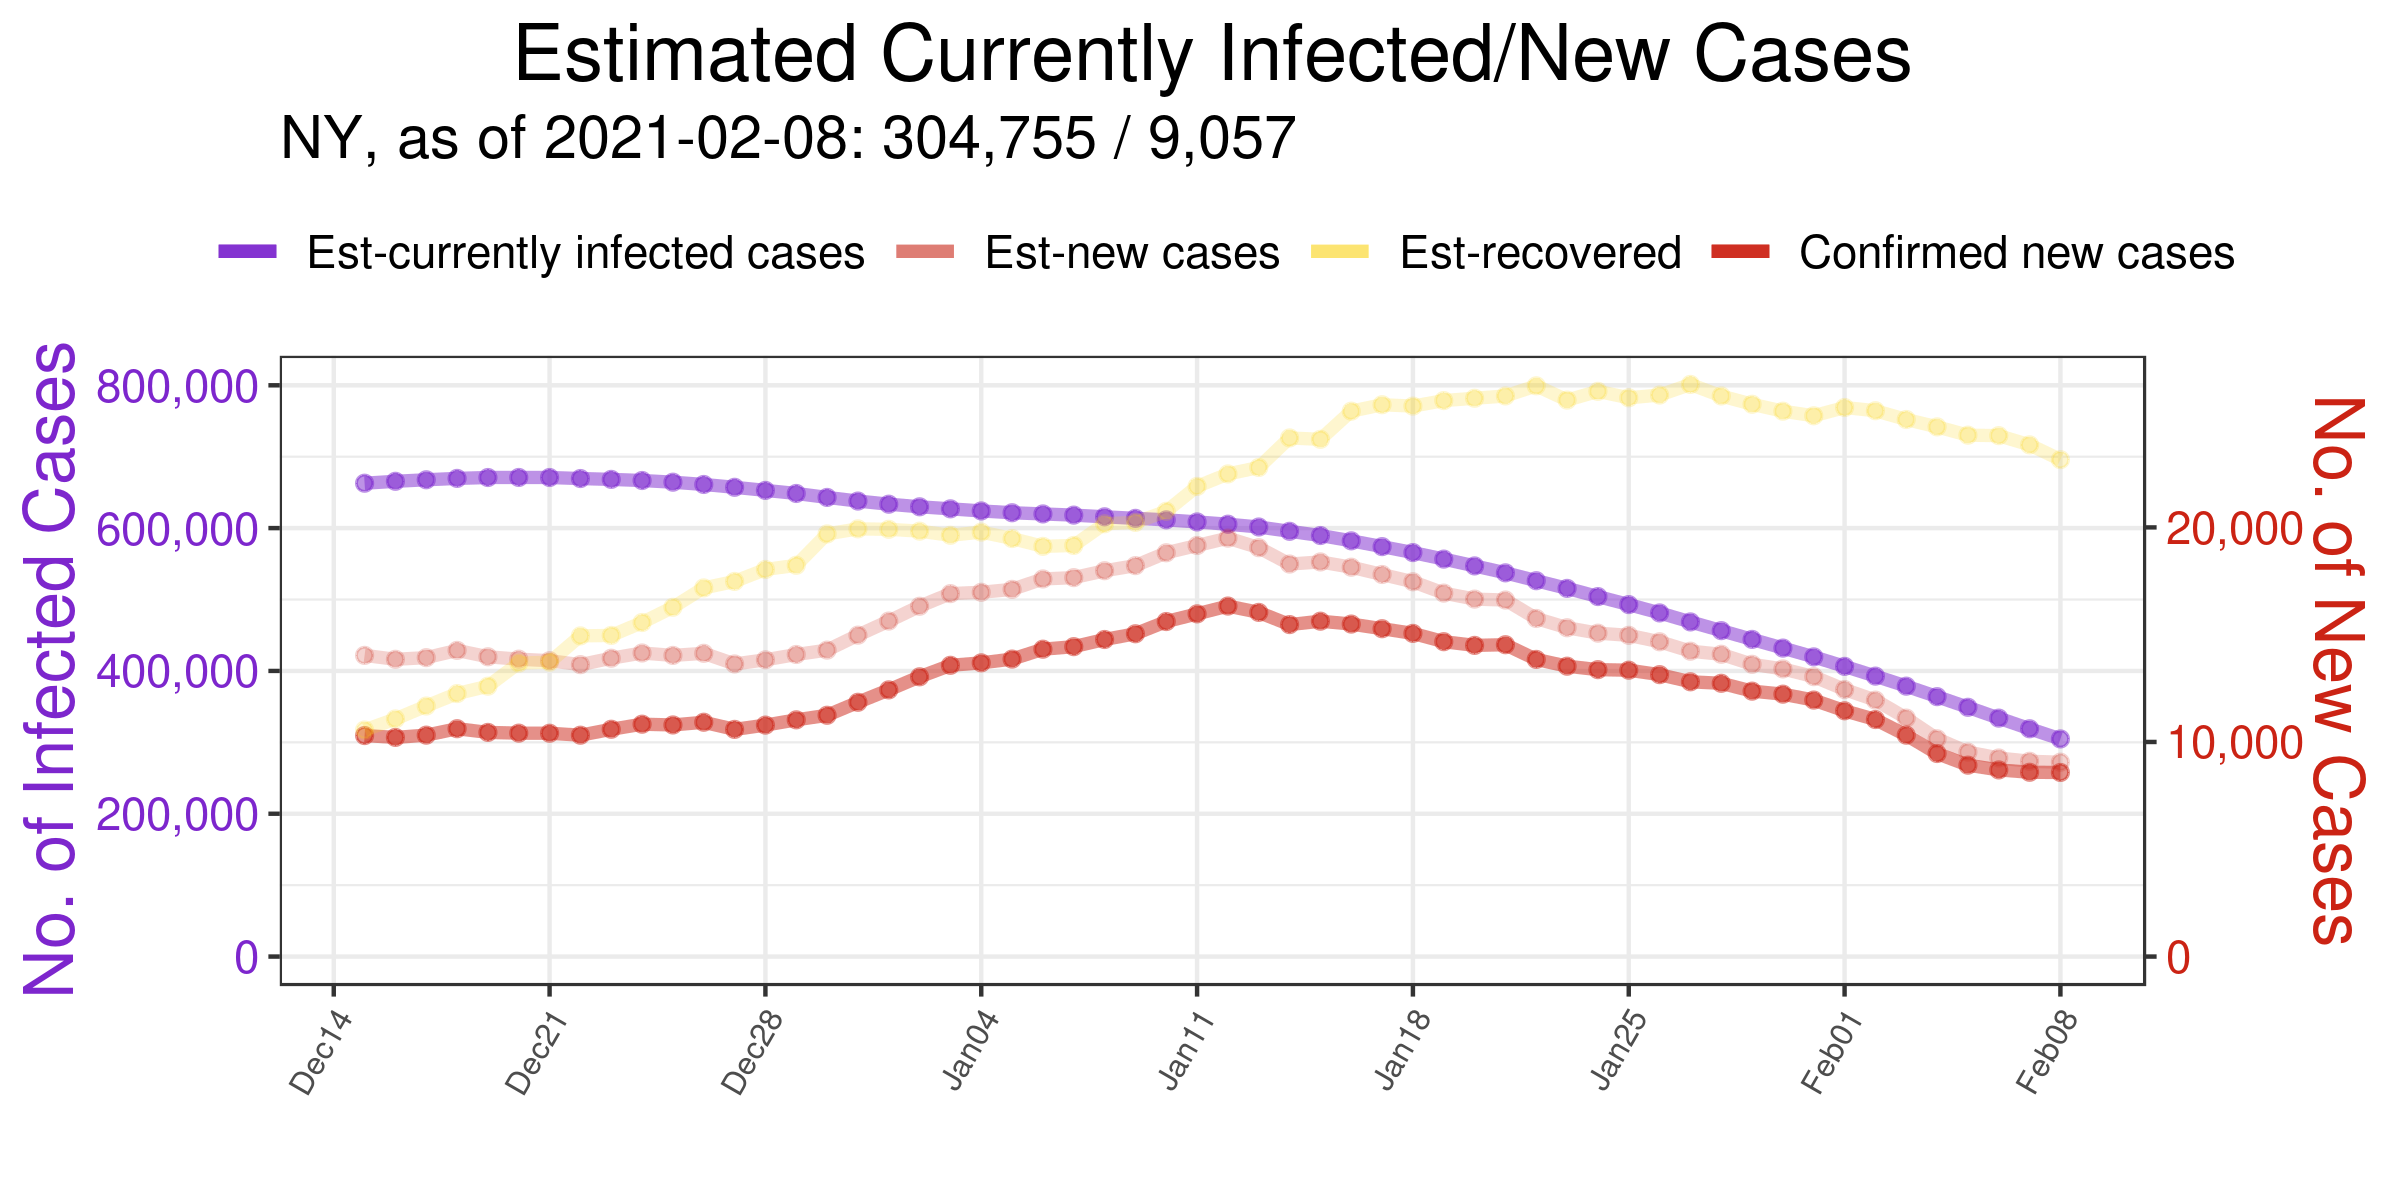 Estimated Currently Infected/New Cases
NY, as of 2021-02-08: 304,755 / 9,057
Est-currently infected cases Est-new cases Est-recovered Confirmed new cases
No. of Infected Cases
800,000
600,000
400,000
200,000
0
20,000
10,000
0
No. of New Cases
Dec14 Dec21 Dec28 Jan04 Jan11 Jan18 Jan25 Feb01 Feb08